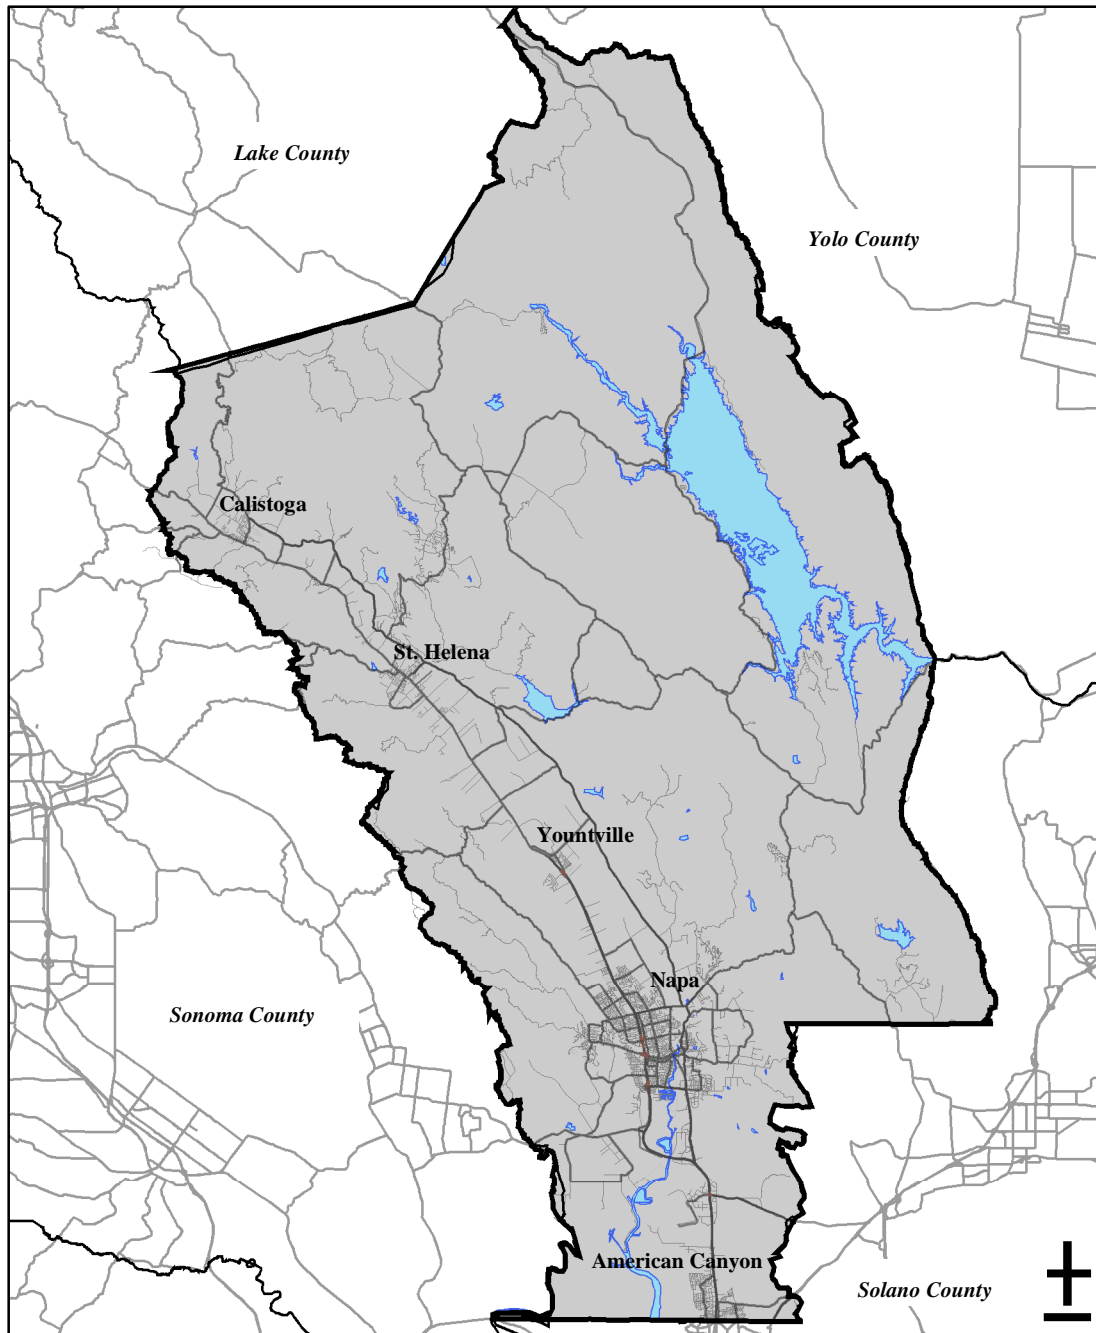 Lake County
Yolo County
Calistoga
St. Helena
Yountville
Napa
Sonoma County
American Canyon
Solano County